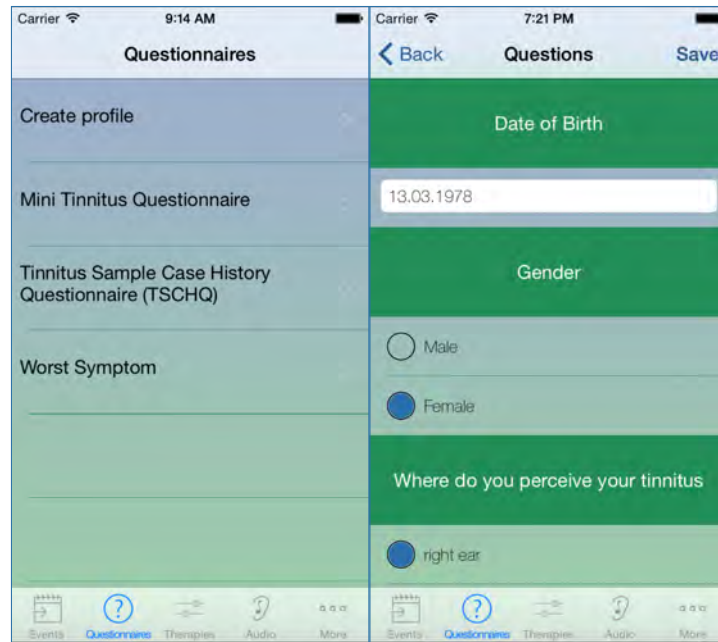 Carrier 9:14 AM
Questionnaires
Create profile
Mini Tinnitus Questionnaire
Tinnitus Sample Case History
Questionnaire (TSCHQ)
Worst Symptom
Events Questionnaires Therapies Audio More
Carrier 7:21 PM
Back Questions Save
Date of Birth
13.03.1978
Gender
Male
Female
Where do you perceive your tinnitus
right ear
Events Questionnaires Therapies Audio More